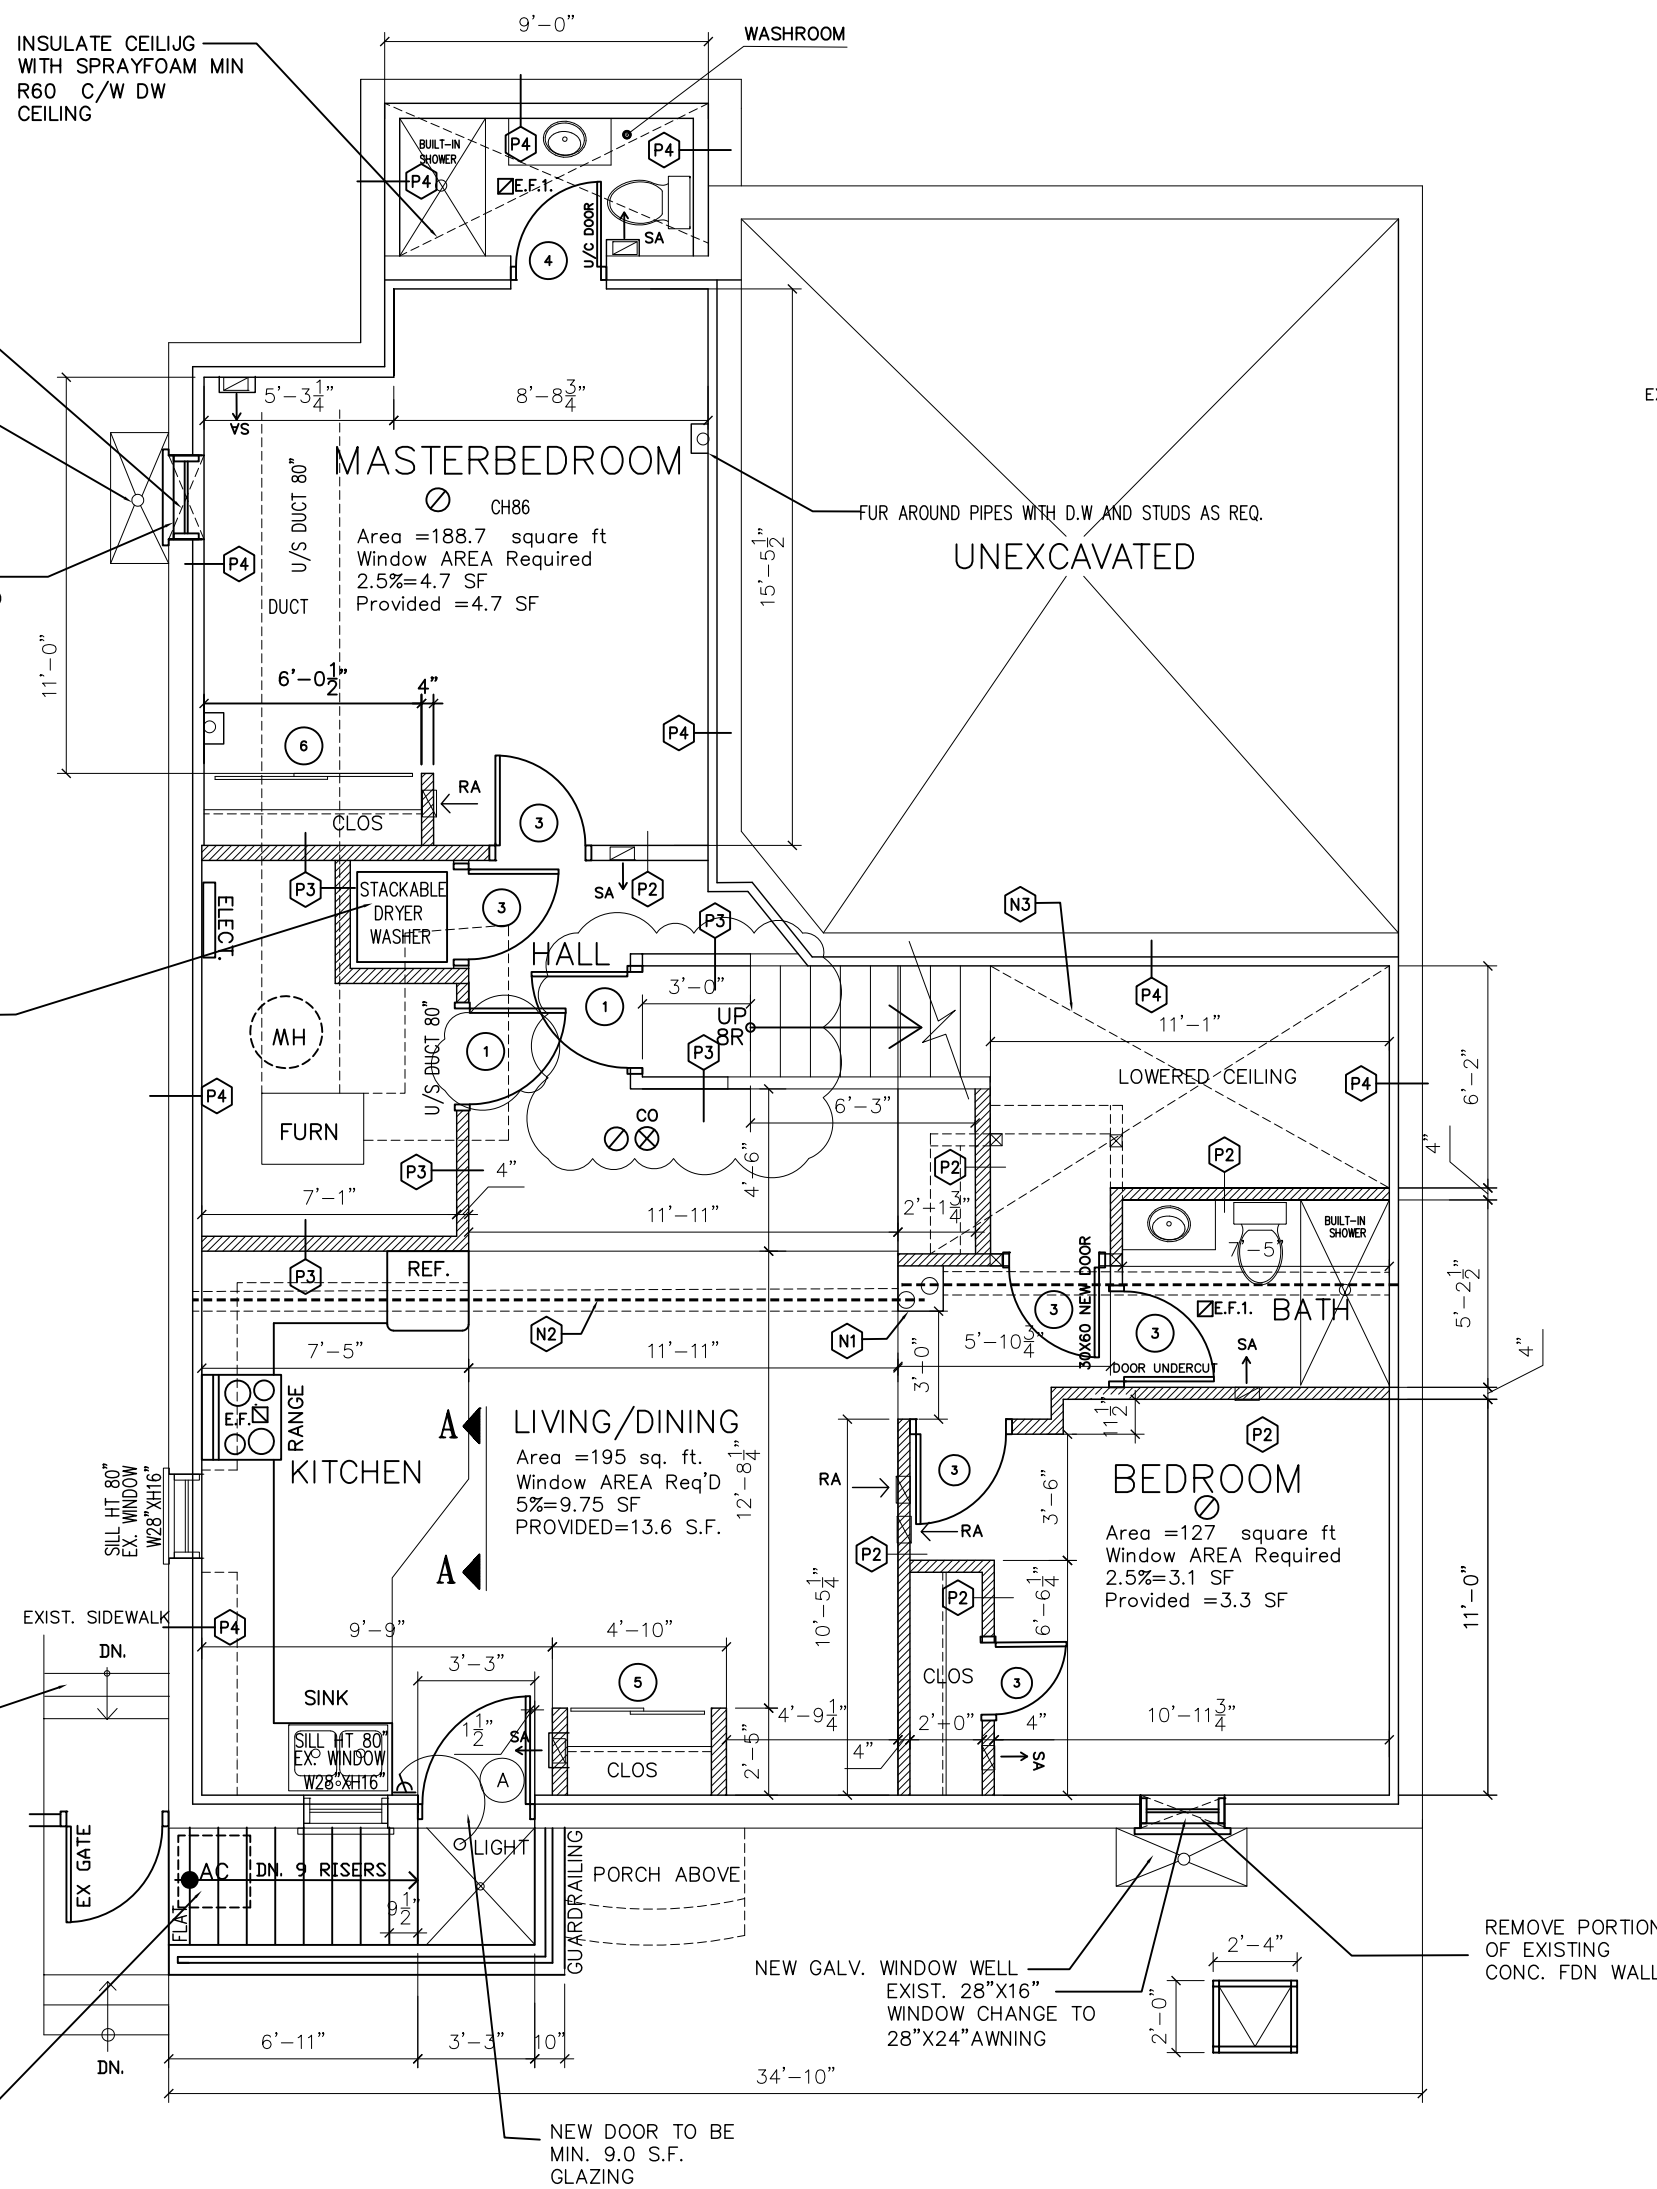 9'-0"
WASHROOM
INSULATE CEILIJG
WITH SPRAYFOAM MIN
R60 C/W DW
CEILING
BUILT-IN
SHOWER
P4
P4
P4
E.F.1.
U/C DOOR
SA
4
5'-3 1/4"
8'-8 3/4"
SA
MASTERBEDROOM
CH86
Area =188.7 square ft
Window AREA Required
2.5%=4.7 SF
Provided =4.7 SF
U/S DUCT 80"
DUCT
P4
FUR AROUND PIPES WITH D.W AND STUDS AS REQ.
UNEXCAVATED
15'-5 1/2"
11'-0"
6'-0 1/2"
4"
P4
6
RA
CLOS
3
P3
STACKABLE
DRYER
WASHER
3
SA
P2
P3
N3
ELECT.
HALL
P4
3'-0"
UP
8R
1
1
P3
WH
U/S DUCT 80"
11'-1"
LOWERED CEILING
P4
6'-2"
P4
FURN
CO
6'-3"
4'-6"
P2
P2
4"
P3
4"
7'-1"
11'-11"
2'-1 3/4"
BUILT-IN
SHOWER
7'-5"
P3
REF.
30X60 NEW DOOR
5'-2 1/2"
N2
N1
3
3
E.F.1.
BATH
SA
DOOR UNDERCUT
7'-5"
11'-11"
5'-10 3/4"
3'-0"
4"
E.F.
RANGE
KITCHEN
A
A
LIVING/DINING
Area =195 sq. ft.
Window AREA Req'D
5%=9.75 SF
PROVIDED=13.6 S.F.
12'-8 1/4"
11 1/2"
P2
3
RA
RA
3'-6"
BEDROOM
Area =127 square ft
Window AREA Required
2.5%=3.1 SF
Provided =3.3 SF
SILL HT 80"
EX. WINDOW
W28"XH16"
P2
P2
10'-5 1/4"
6'-6 1/4"
11'-0"
EXIST. SIDEWALK
DN.
P4
9'-9"
4'-10"
3'-3"
5
CLOS
3
SINK
SILL HT 80"
EX. WINDOW
W28"XH16"
1 1/2"
SA
A
CLOS
2'-5"
4'-9 1/4"
4"
2'-0"
4"
SA
10'-11 3/4"
EX GATE
AC
DN. 9 RISERS
FLAT
9 1/2"
LIGHT
GUARDRAILING
PORCH ABOVE
NEW GALV. WINDOW WELL
EXIST. 28"X16"
WINDOW CHANGE TO
28"X24"AWNING
2'-4"
2'-0"
REMOVE PORTION
OF EXISTING
CONC. FDN WALL
6'-11"
3'-3"
10"
DN.
34'-10"
NEW DOOR TO BE
MIN. 9.0 S.F.
GLAZING